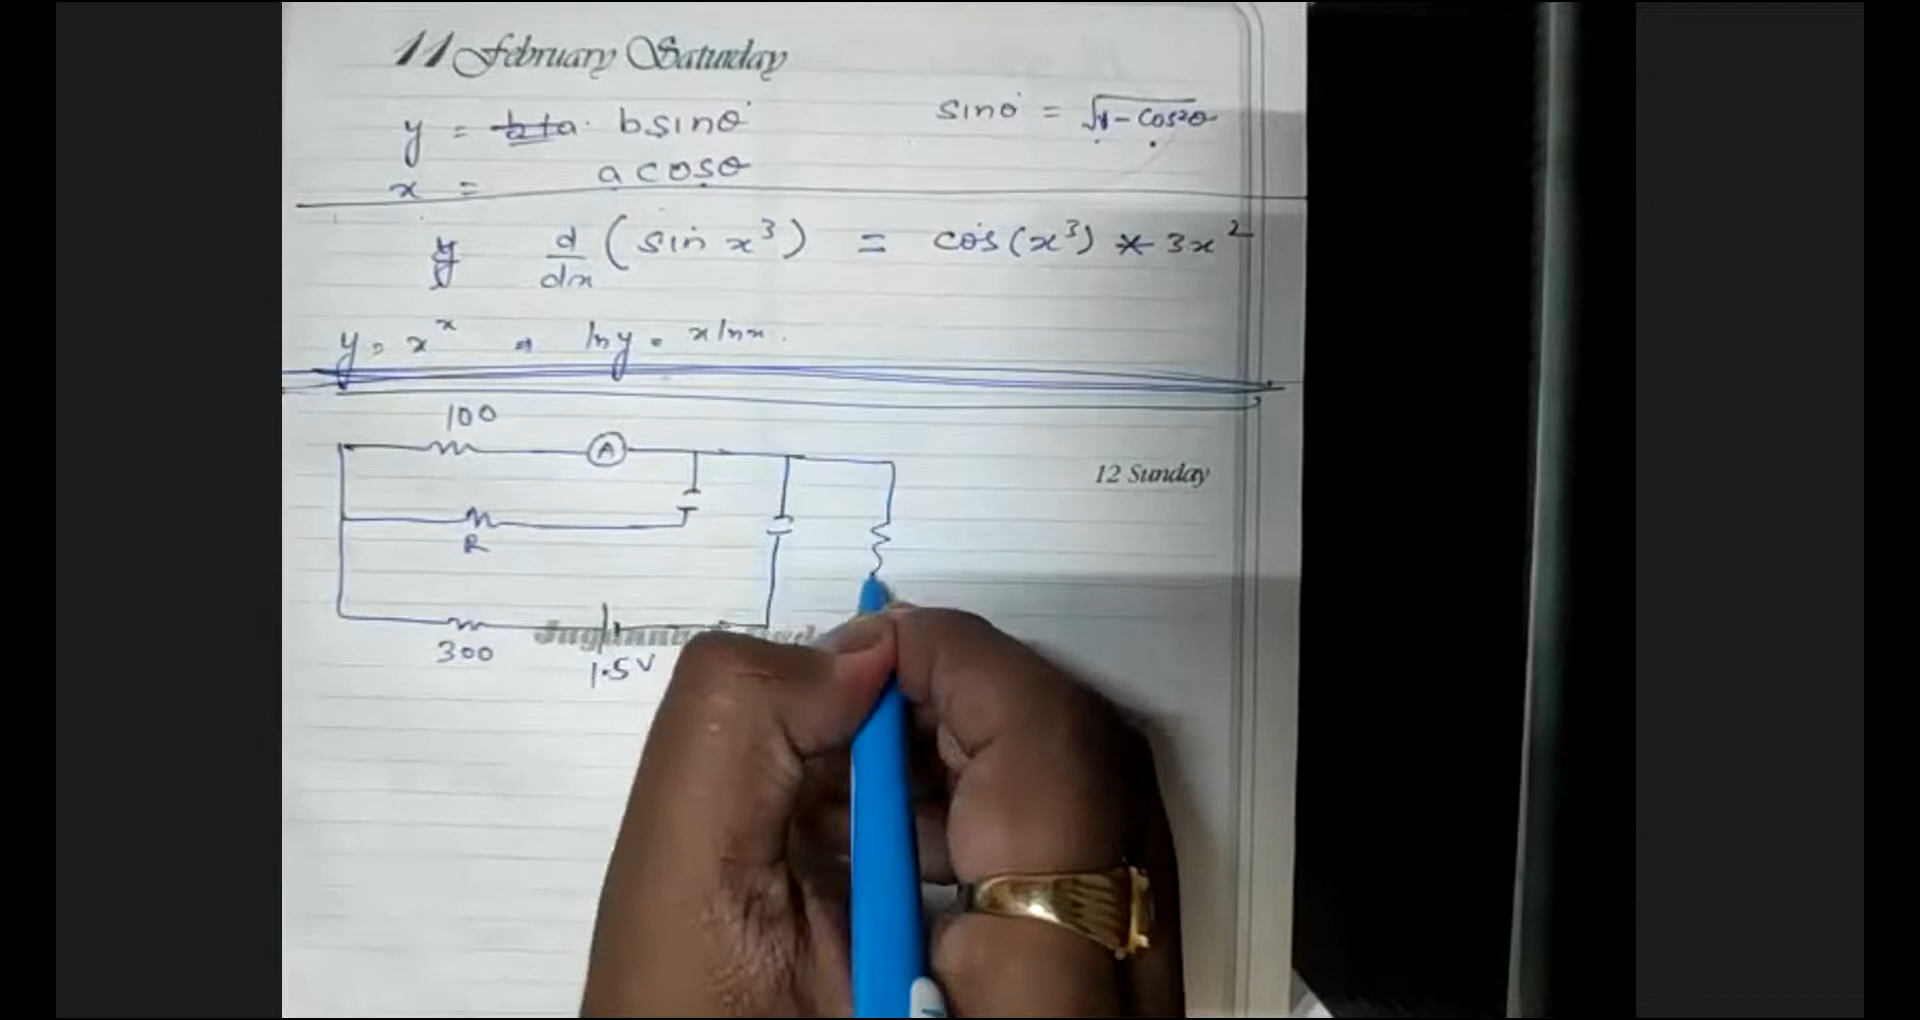 11 February Saturday
y = b sinθ
x = a cosθ
sinθ = √1 - cos²θ
y d/dx (sin x³) = cos(x³) * 3x²
y = x^x ⇒ ln y = x ln x.
100
A
12 Sunday
R
300
1.5V